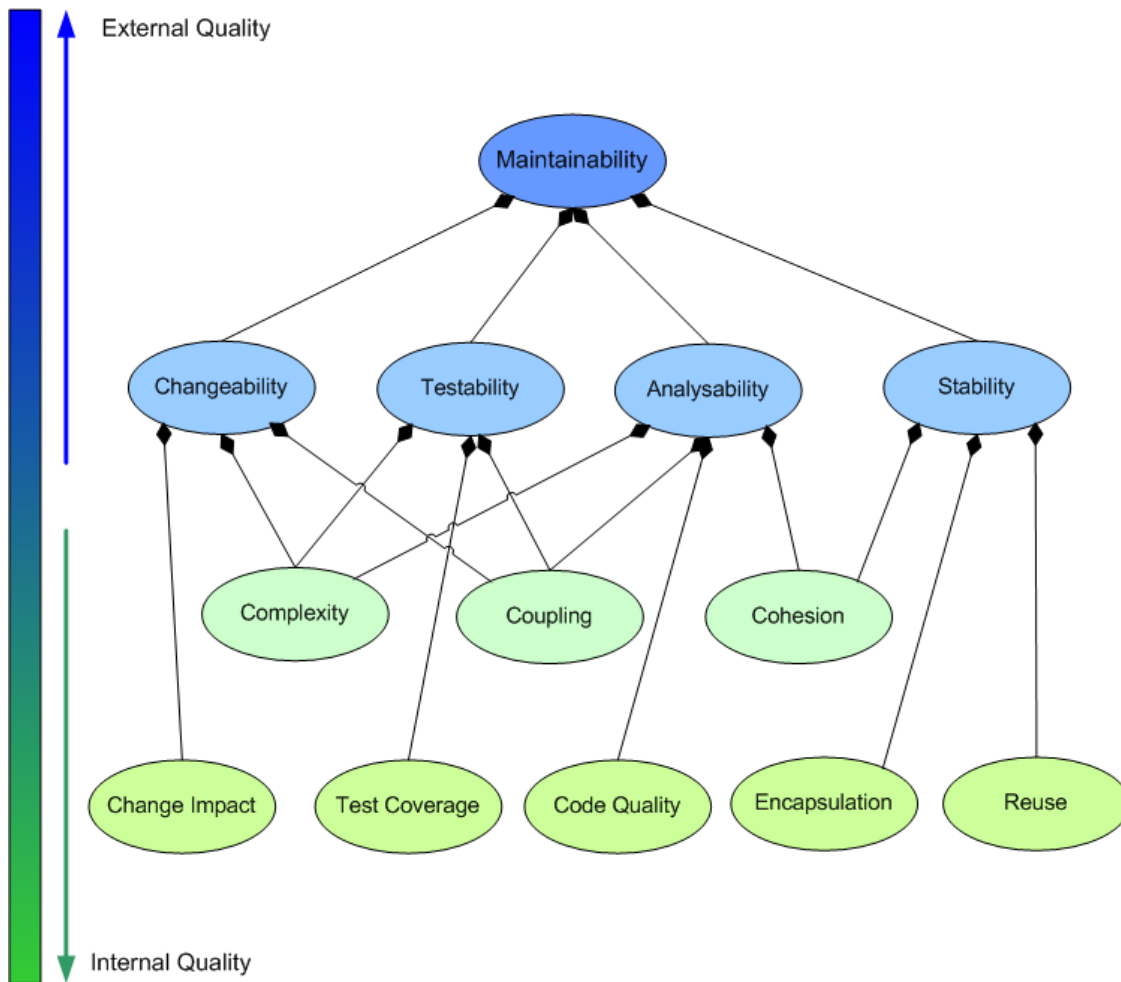 External Quality
Maintainability
Changeability
Testability
Analysability
Stability
Complexity
Coupling
Cohesion
Change Impact
Test Coverage
Code Quality
Encapsulation
Reuse
Internal Quality